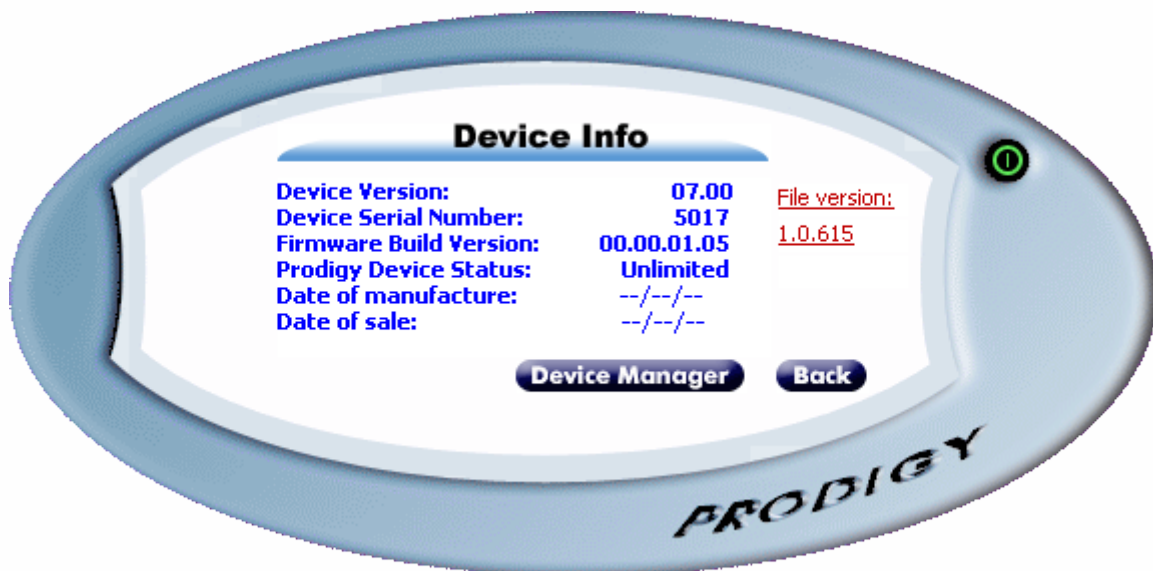 Device Info
Device Version: 07.00
Device Serial Number: 5017
Firmware Build Version: 00.00.01.05
Prodigy Device Status: Unlimited
Date of manufacture: --/--/--
Date of sale: --/--/--
File version:
1.0.615
Device Manager
Back
PRODIGY